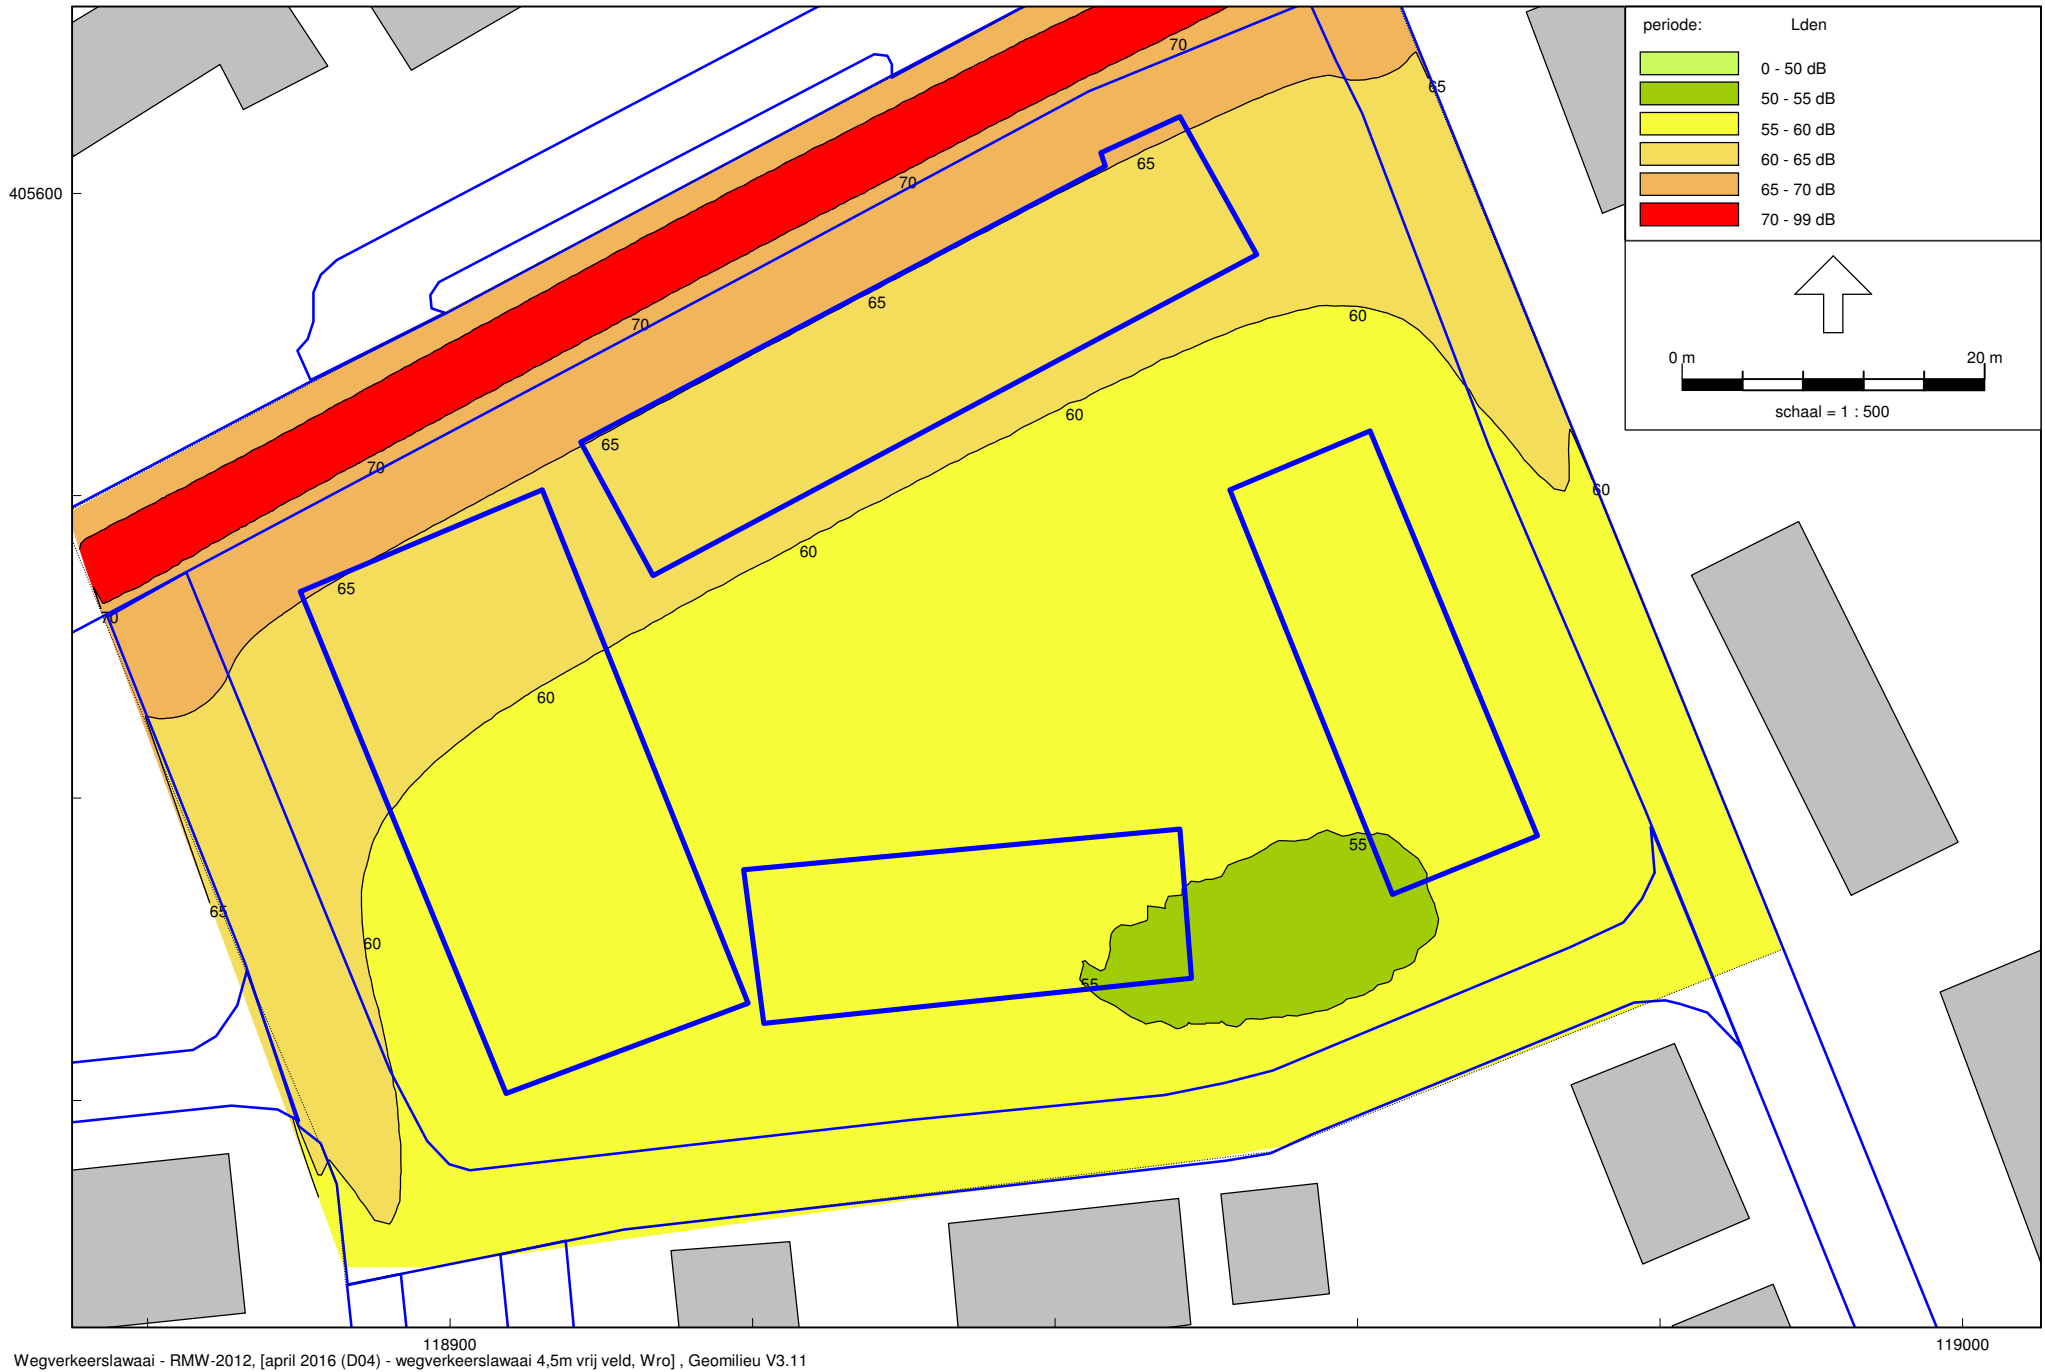 periode: Lden
0 - 50 dB
50 - 55 dB
55 - 60 dB
60 - 65 dB
65 - 70 dB
70 - 99 dB
0 m 20 m
schaal = 1 : 500
70
65
65
405600
70
65
60
70
60
65
70
60
60
65
70
60
55
65
60
55
118900
119000
Wegverkeerslawaai - RMW-2012, [april 2016 (D04) - wegverkeerslawaai 4,5m vrij veld, Wro] , Geomilieu V3.11